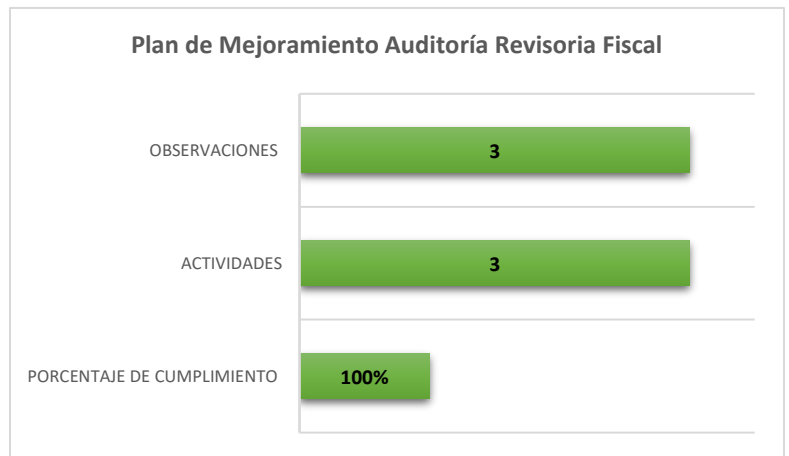 Plan de Mejoramiento Auditoría Revisoria Fiscal
OBSERVACIONES
3
ACTIVIDADES
3
PORCENTAJE DE CUMPLIMIENTO
100%